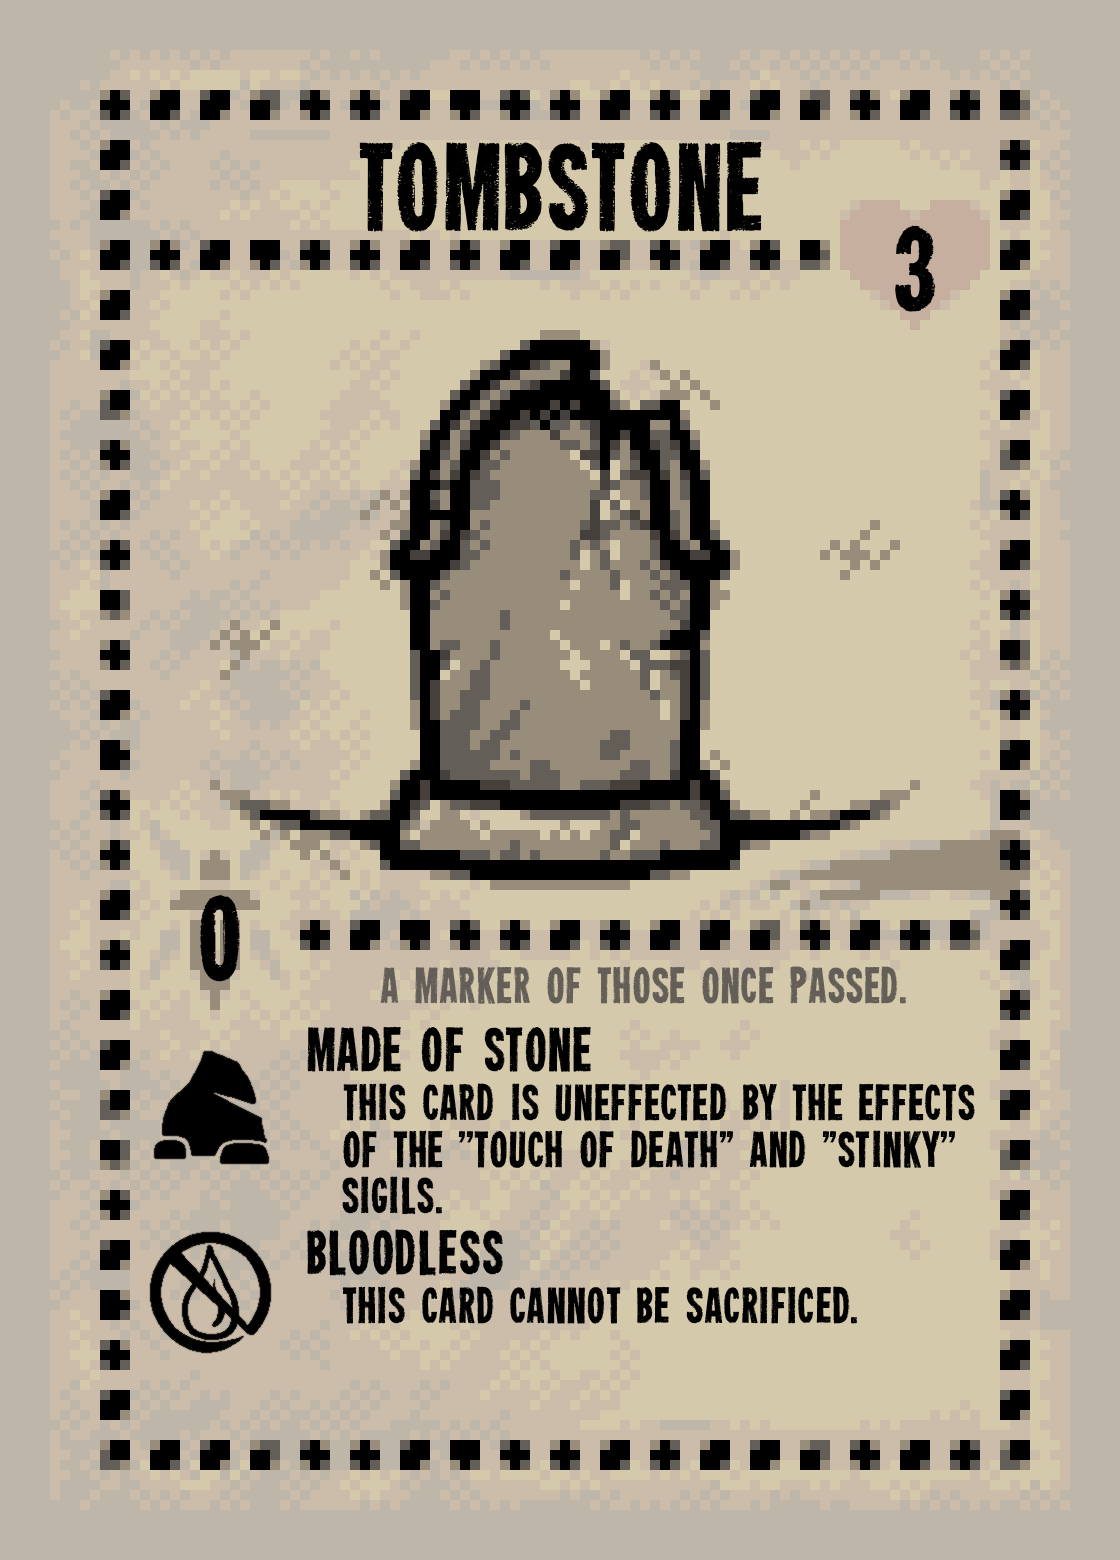 TOMBSTONE
3
0
A MARKER OF THOSE ONCE PASSED.
MADE OF STONE
THIS CARD IS UNEFFECTED BY THE EFFECTS
OF THE "TOUCH OF DEATH" AND "STINKY"
SIGILS.
BLOODLESS
THIS CARD CANNOT BE SACRIFICED.